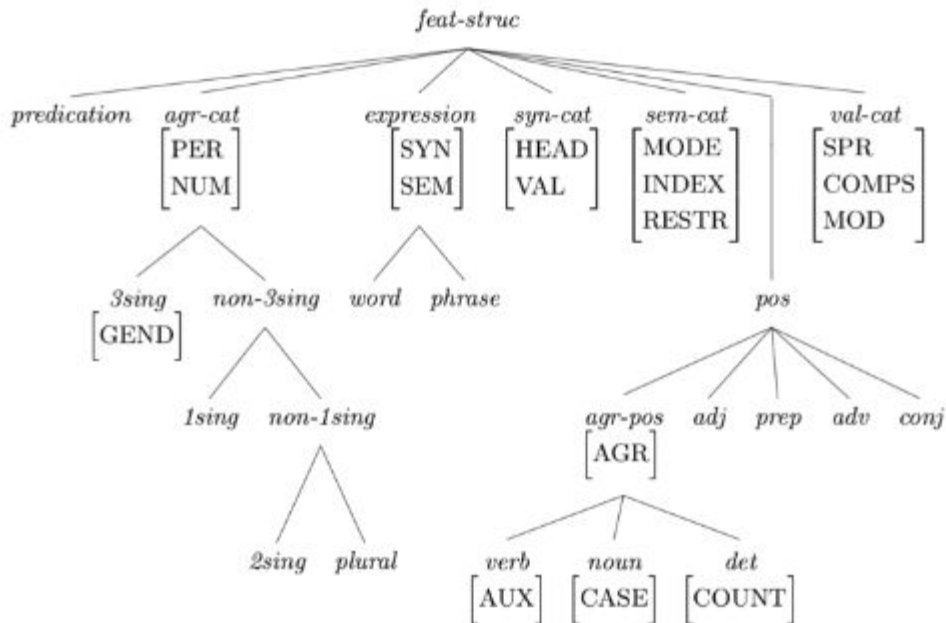 feat-struc
predication agr-cat expression syn-cat sem-cat val-cat
PER SYN HEAD MODE SPR
NUM SEM VAL INDEX COMPS
RESTR MOD
3sing non-3sing word phrase pos
GEND
1sing non-1sing agr-pos adj prep adv conj
AGR
2sing plural verb noun det
AUX CASE COUNT